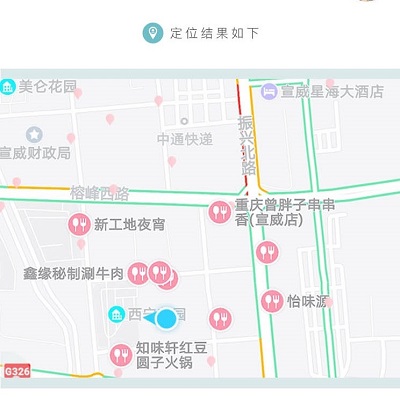 定位结果如下
美仑花园
宣威星海大酒店
振兴北路
中通快递
宣威财政局
榕峰西路
重庆曾胖子串串
香(宣威店)
新工地夜宵
鑫缘秘制涮牛肉
怡味源
园
知味轩红豆
圆子火锅
G326